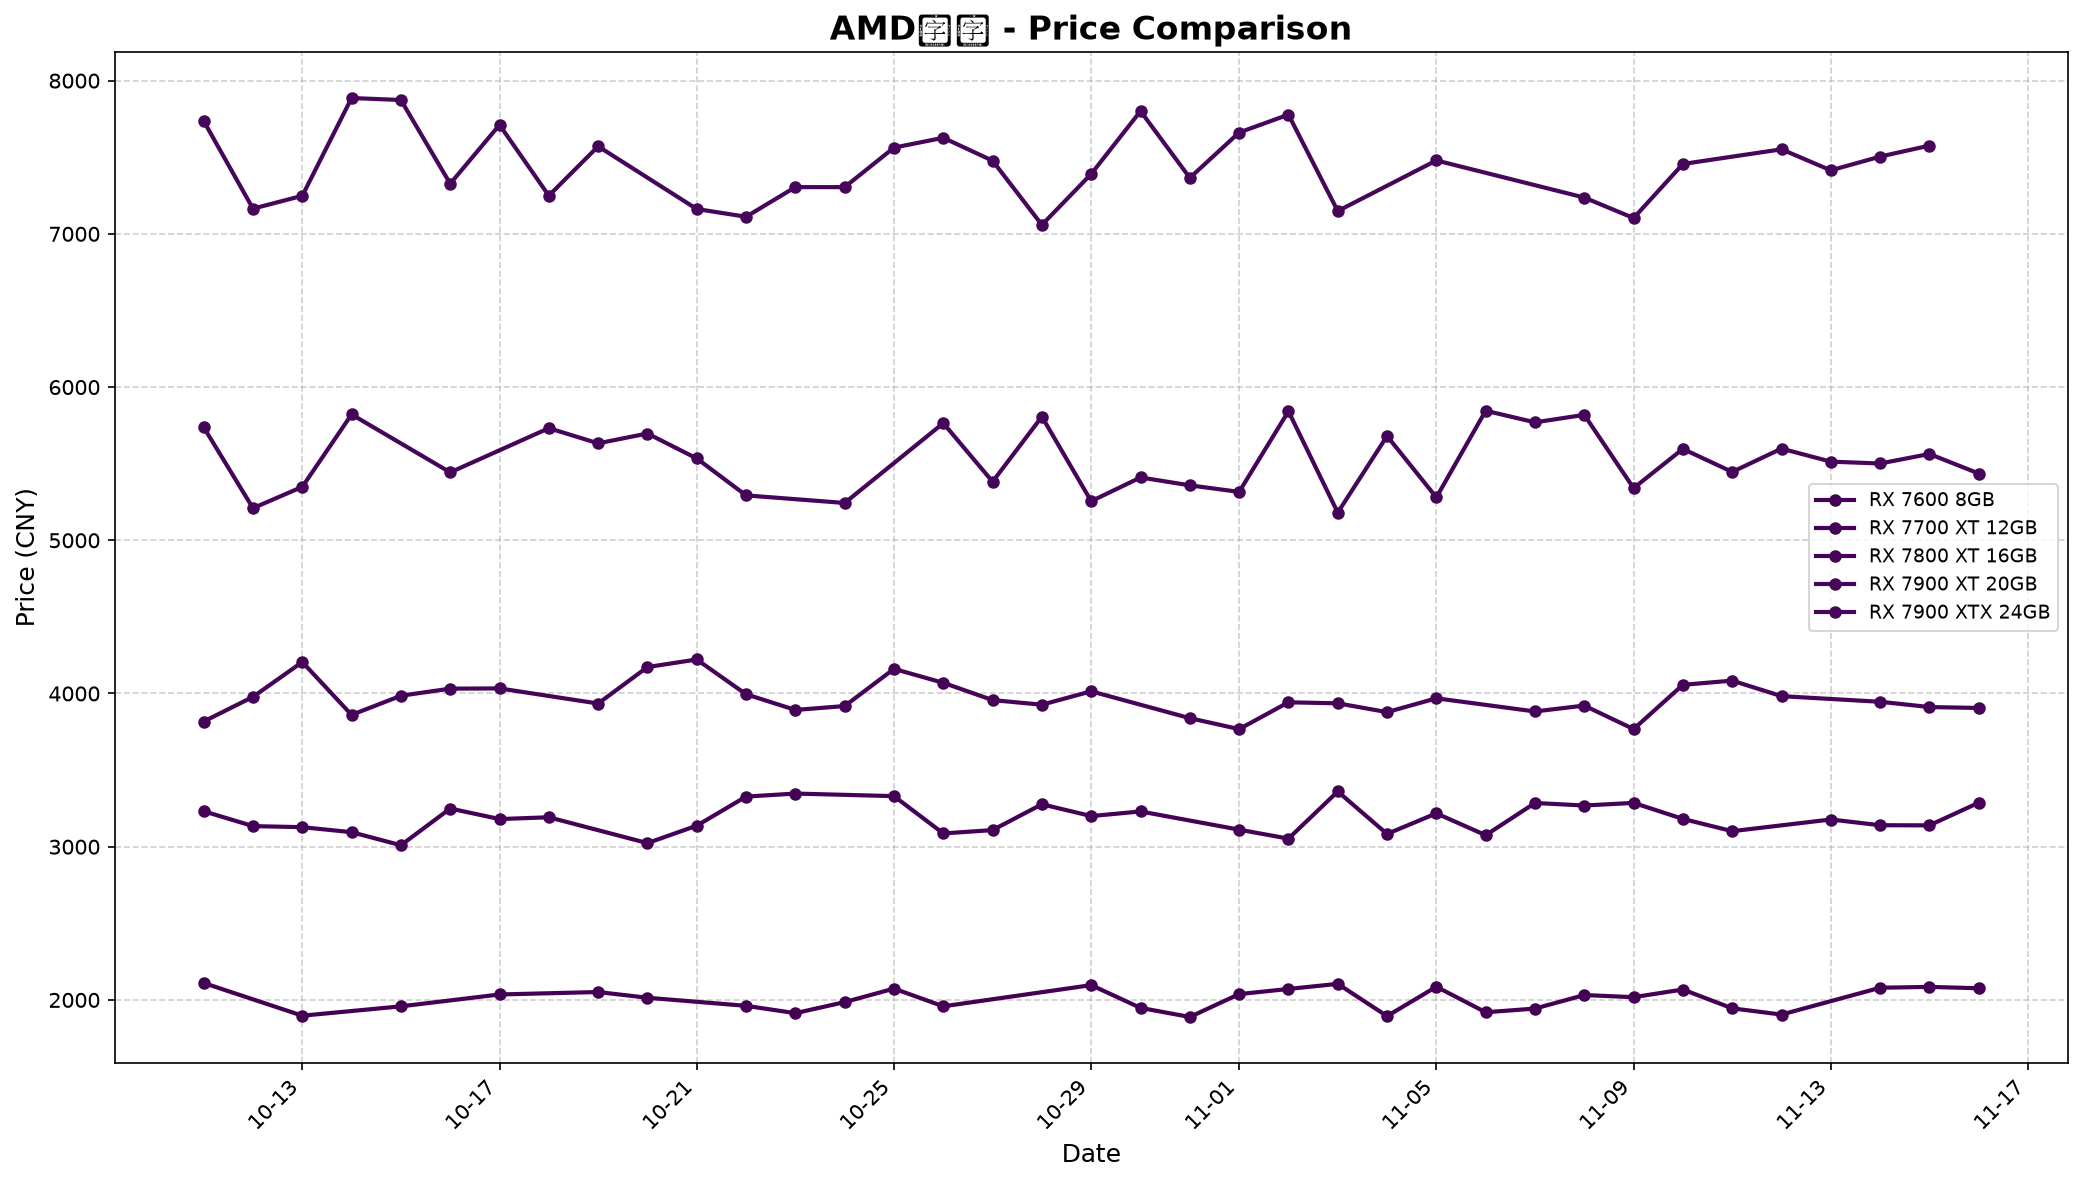 AMD - Price Comparison
8000
7000
6000
5000
4000
3000
2000
Price (CNY)
RX 7600 8GB
RX 7700 XT 12GB
RX 7800 XT 16GB
RX 7900 XT 20GB
RX 7900 XTX 24GB
10-13
10-17
10-21
10-25
10-29
11-01
11-05
11-09
11-13
11-17
Date